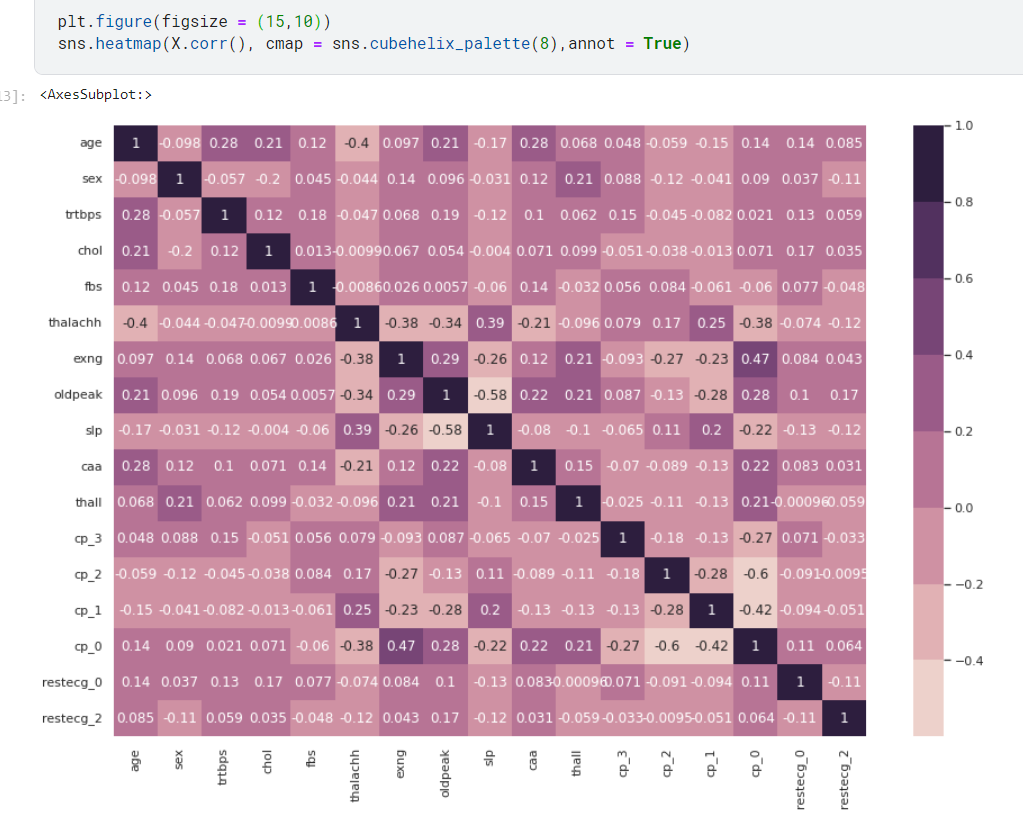 plt.figure(figsize = (15,10))
sns.heatmap(X.corr(), cmap = sns.cubehelix_palette(8),annot = True)
3]: <AxesSubplot:>
age 1 -0.098 0.28 0.21 0.12 -0.4 0.097 0.21 -0.17 0.28 0.068 0.048 -0.059 -0.15 0.14 0.14 0.085
sex -0.098 1 -0.057 -0.2 0.045 -0.044 0.14 0.096 -0.031 0.12 0.21 0.088 -0.12 -0.041 0.09 0.037 -0.11
trtbps 0.28 -0.057 1 0.12 0.18 -0.047 0.068 0.19 -0.12 0.1 0.062 0.15 -0.045 -0.082 0.021 0.13 0.059
chol 0.21 -0.2 0.12 1 0.013 -0.0099 0.067 0.054 -0.004 0.071 0.099 -0.051 -0.038 -0.013 0.071 0.17 0.035
fbs 0.12 0.045 0.18 0.013 1 -0.0086 0.026 0.0057 -0.06 0.14 -0.032 0.056 0.084 -0.061 -0.06 0.077 -0.048
thalachh -0.4 -0.044 -0.047 -0.0099 -0.0086 1 -0.38 -0.34 0.39 -0.21 -0.096 0.079 0.17 0.25 -0.38 -0.074 -0.12
exng 0.097 0.14 0.068 0.067 0.026 -0.38 1 0.29 -0.26 0.12 0.21 -0.093 -0.27 -0.23 0.47 0.084 0.043
oldpeak 0.21 0.096 0.19 0.054 0.0057 -0.34 0.29 1 -0.58 0.22 0.21 0.087 -0.13 -0.28 0.28 0.1 0.17
slp -0.17 -0.031 -0.12 -0.004 -0.06 0.39 -0.26 -0.58 1 -0.08 -0.1 -0.065 0.11 0.2 -0.22 -0.13 -0.12
caa 0.28 0.12 0.1 0.071 0.14 -0.21 0.12 0.22 -0.08 1 0.15 -0.07 -0.089 -0.13 0.22 0.083 0.031
thall 0.068 0.21 0.062 0.099 -0.032 -0.096 0.21 0.21 -0.1 0.15 1 -0.025 -0.11 -0.13 0.21 -0.00096 -0.059
cp_3 0.048 0.088 0.15 -0.051 0.056 0.079 -0.093 0.087 -0.065 -0.07 -0.025 1 -0.18 -0.13 -0.27 0.071 -0.033
cp_2 -0.059 -0.12 -0.045 -0.038 0.084 0.17 -0.27 -0.13 0.11 -0.089 -0.11 -0.18 1 -0.28 -0.6 -0.091 -0.0095
cp_1 -0.15 -0.041 -0.082 -0.013 -0.061 0.25 -0.23 -0.28 0.2 -0.13 -0.13 -0.13 -0.28 1 -0.42 -0.094 -0.051
cp_0 0.14 0.09 0.021 0.071 -0.06 -0.38 0.47 0.28 -0.22 0.22 0.21 -0.27 -0.6 -0.42 1 0.11 0.064
restecg_0 0.14 0.037 0.13 0.17 0.077 -0.074 0.084 0.1 -0.13 0.083 -0.00096 0.071 -0.091 -0.094 0.11 1 -0.11
restecg_2 0.085 -0.11 0.059 0.035 -0.048 -0.12 0.043 0.17 -0.12 0.031 -0.059 -0.033 -0.0095 -0.051 0.064 -0.11 1
age sex trtbps chol fbs thalachh exng oldpeak slp caa thall cp_3 cp_2 cp_1 cp_0 restecg_0 restecg_2
1.0
0.8
0.6
0.4
0.2
0.0
−0.2
−0.4